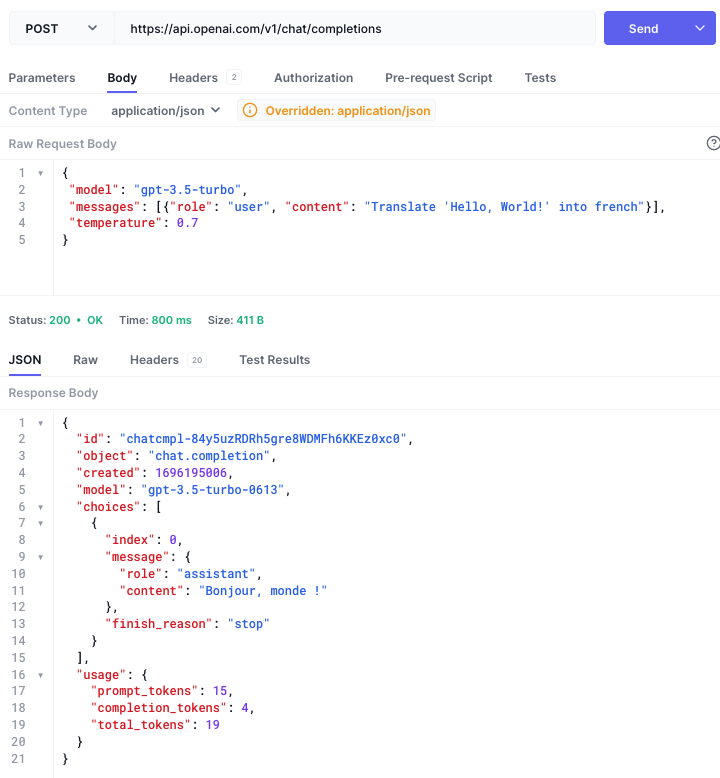 POST https://api.openai.com/v1/chat/completions Send
Parameters Body Headers 2 Authorization Pre-request Script Tests
Content Type application/json Overridden: application/json
Raw Request Body
1 {
2 "model": "gpt-3.5-turbo",
3 "messages": [{"role": "user", "content": "Translate 'Hello, World!' into french"}],
4 "temperature": 0.7
5 }
Status: 200 • OK Time: 800 ms Size: 411 B
JSON Raw Headers 20 Test Results
Response Body
1 {
2 "id": "chatcmpl-84y5uzRDRh5gre8WDMFh6KKEz0xc0",
3 "object": "chat.completion",
4 "created": 1696195006,
5 "model": "gpt-3.5-turbo-0613",
6 "choices": [
7 {
8 "index": 0,
9 "message": {
10 "role": "assistant",
11 "content": "Bonjour, monde !"
12 },
13 "finish_reason": "stop"
14 }
15 ],
16 "usage": {
17 "prompt_tokens": 15,
18 "completion_tokens": 4,
19 "total_tokens": 19
20 }
21 }